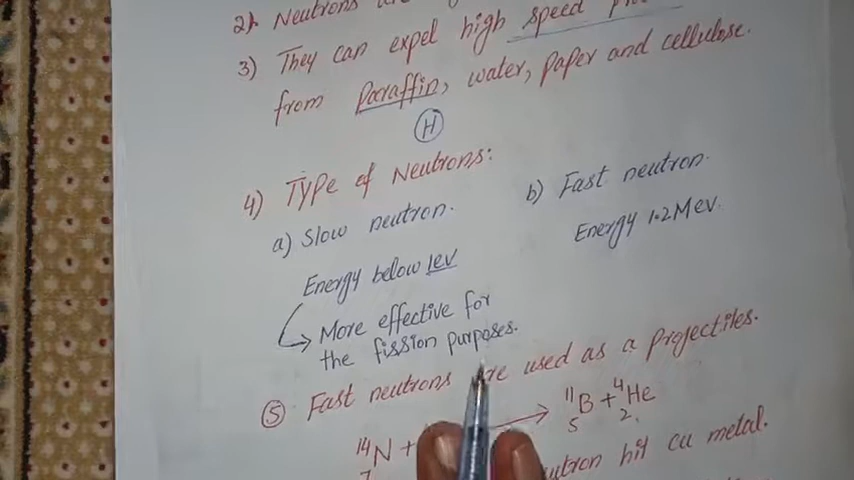 2) Neutrons
3) They can expel high speed
from paraffin, water, paper and cellulose.
H
4) Type of Neutrons:
a) Slow neutron.
b) Fast neutron.
Energy below 1ev
Energy 1.2 Mev.
More effective for
the fission purposes.
5 Fast neutrons are used as a projectiles.
14 7 N + → 11 5 B + 4 2 He
hit cu metal.